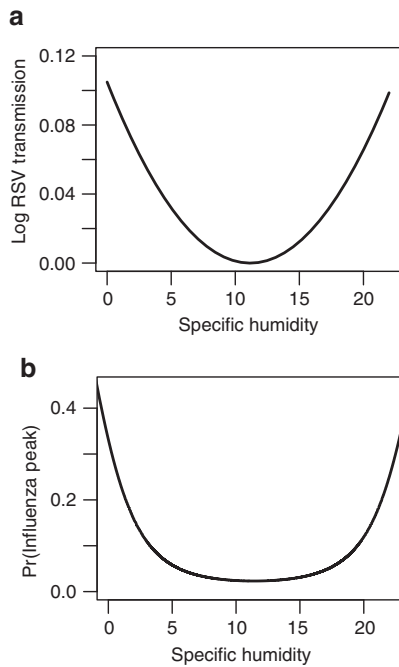 a
Log RSV transmission
0.12
0.08
0.04
0.00
0 5 10 15 20
Specific humidity
b
Pr(Influenza peak)
0.4
0.2
0.0
0 5 10 15 20
Specific humidity